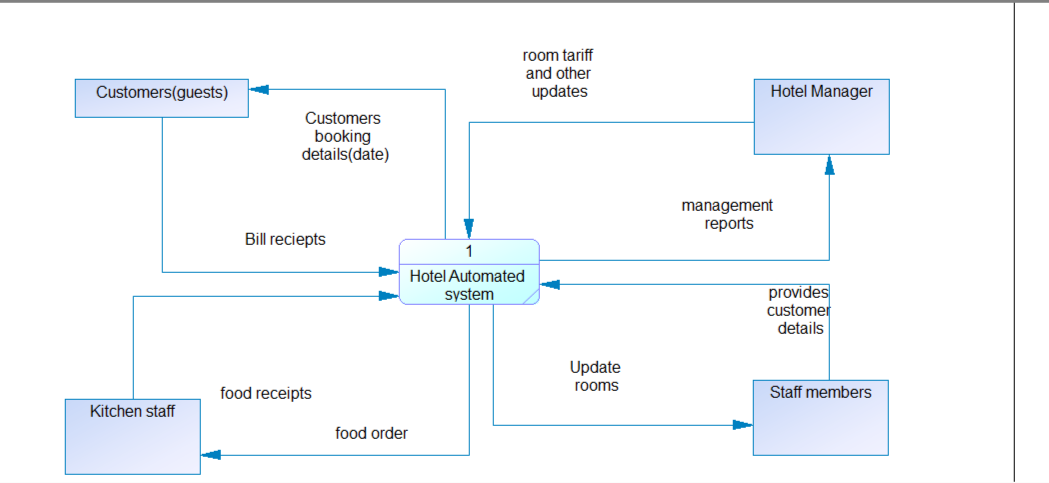 room tariff
and other
updates
Customers(guests)
Hotel Manager
Customers
booking
details(date)
management
reports
Bill reciepts
1
Hotel Automated
system
provides
customer
details
Update
rooms
food receipts
Staff members
Kitchen staff
food order